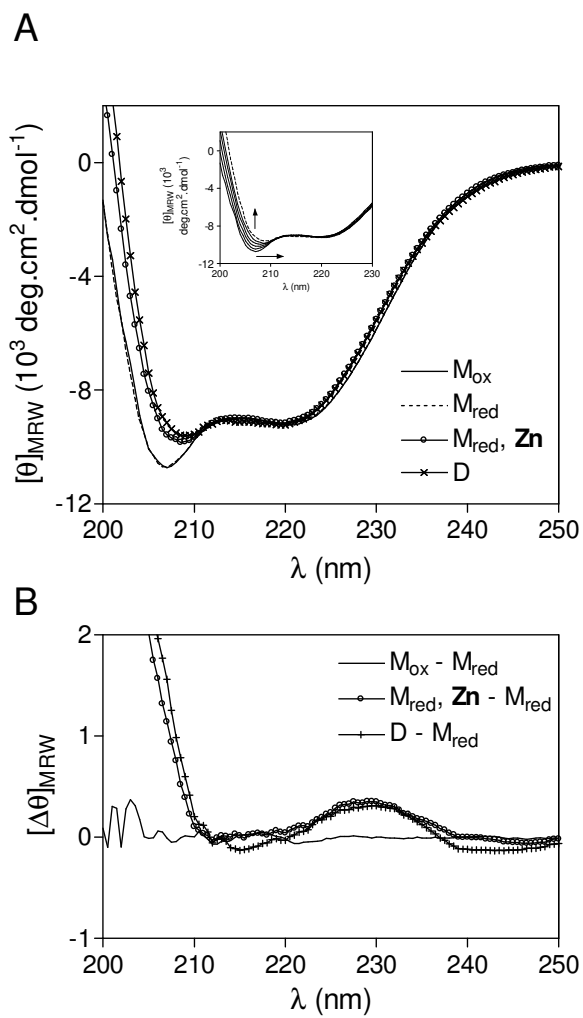 A
[θ]MRW (10³ deg.cm².dmol⁻¹)
0
-4
-8
-12
200 210 220 230 240 250
λ (nm)
[θ]MRW (10³
deg.cm².dmol⁻¹)
0
-4
-8
-12
200 210 220 230
λ (nm)
Mox
Mred
Mred, Zn
D
B
[Δθ]MRW
2
1
0
-1
200 210 220 230 240 250
λ (nm)
Mox - Mred
Mred, Zn - Mred
D - Mred